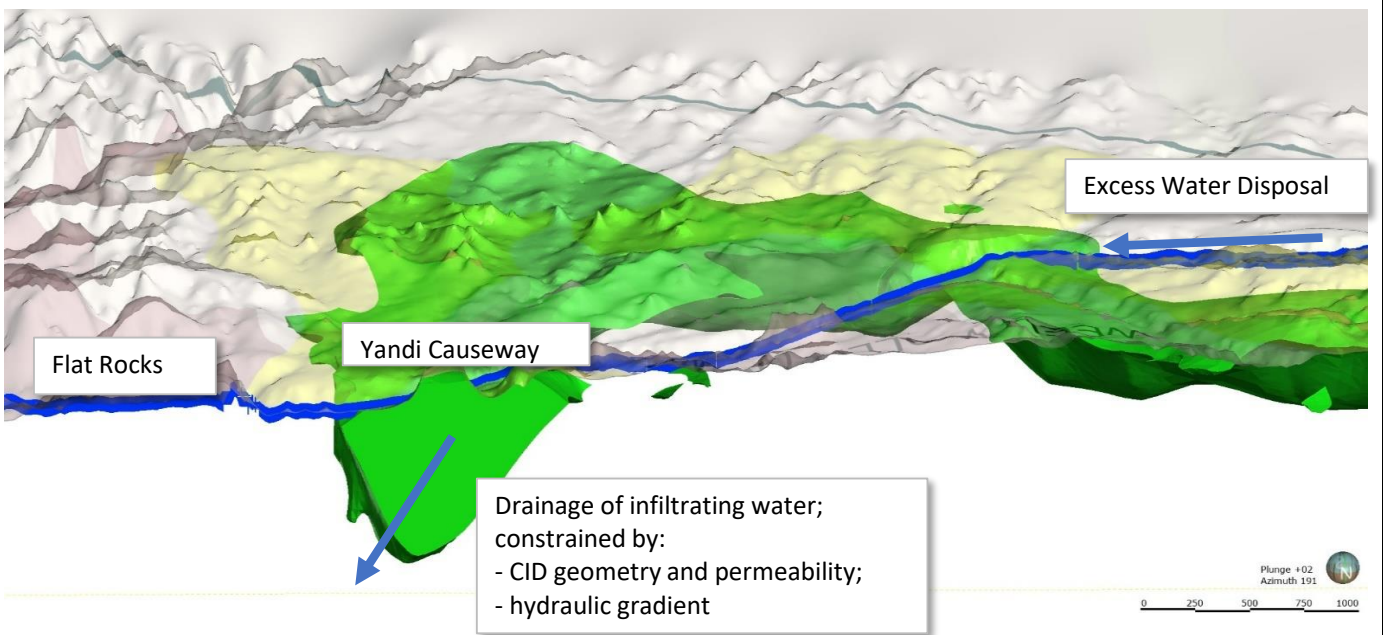 Excess Water Disposal
Yandi Causeway
Flat Rocks
Drainage of infiltrating water;
constrained by:
- CID geometry and permeability;
- hydraulic gradient
Plunge +02
Azimuth 191
N
0 250 500 750 1000